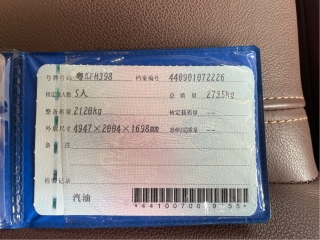 号牌号码 粤KFH398 档案编号 440901072226
核定载人数 5人 总质量 2795kg
整备质量 2120kg 核定载质量 --
外廓尺寸 4947×2004×1698mm 准牵引总质量 --
备注
检验记录
汽油